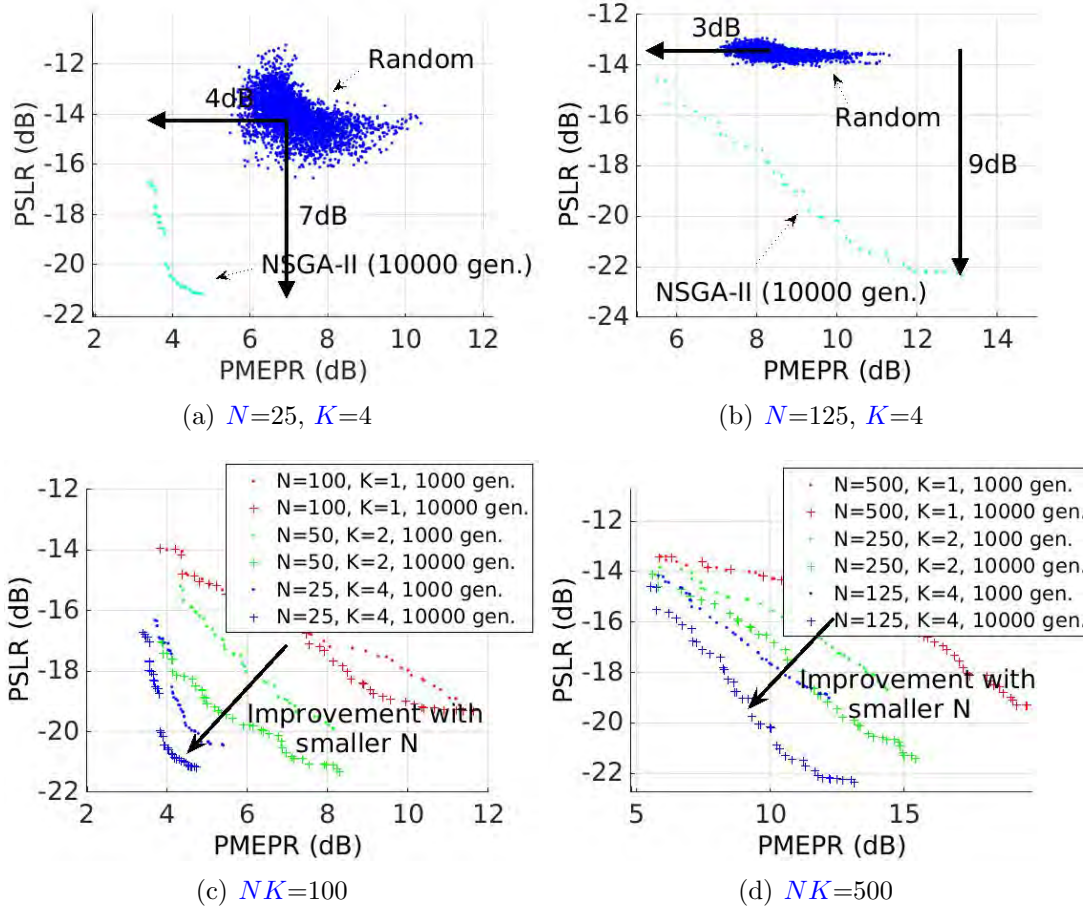 -12
-14
-16
-18
-20
-22
PSLR (dB)
Random
4dB
7dB
NSGA-II (10000 gen.)
2 4 6 8 10 12
PMEPR (dB)
(a) N=25, K=4
-12
-14
-16
-18
-20
-22
-24
PSLR (dB)
3dB
Random
9dB
NSGA-II (10000 gen.)
6 8 10 12 14
PMEPR (dB)
(b) N=125, K=4
-12
-14
-16
-18
-20
-22
PSLR (dB)
N=100, K=1, 1000 gen.
N=100, K=1, 10000 gen.
N=50, K=2, 1000 gen.
N=50, K=2, 10000 gen.
N=25, K=4, 1000 gen.
N=25, K=4, 10000 gen.
Improvement with
smaller N
2 4 6 8 10 12
PMEPR (dB)
(c) NK=100
-12
-14
-16
-18
-20
-22
PSLR (dB)
N=500, K=1, 1000 gen.
N=500, K=1, 10000 gen.
N=250, K=2, 1000 gen.
N=250, K=2, 10000 gen.
N=125, K=4, 1000 gen.
N=125, K=4, 10000 gen.
Improvement with
smaller N
5 10 15
PMEPR (dB)
(d) NK=500